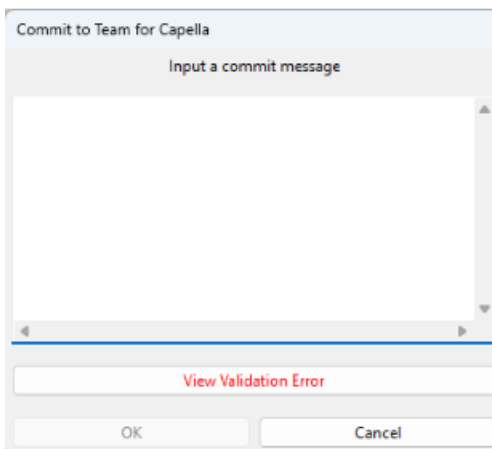 Commit to Team for Capella
Input a commit message
View Validation Error
OK
Cancel